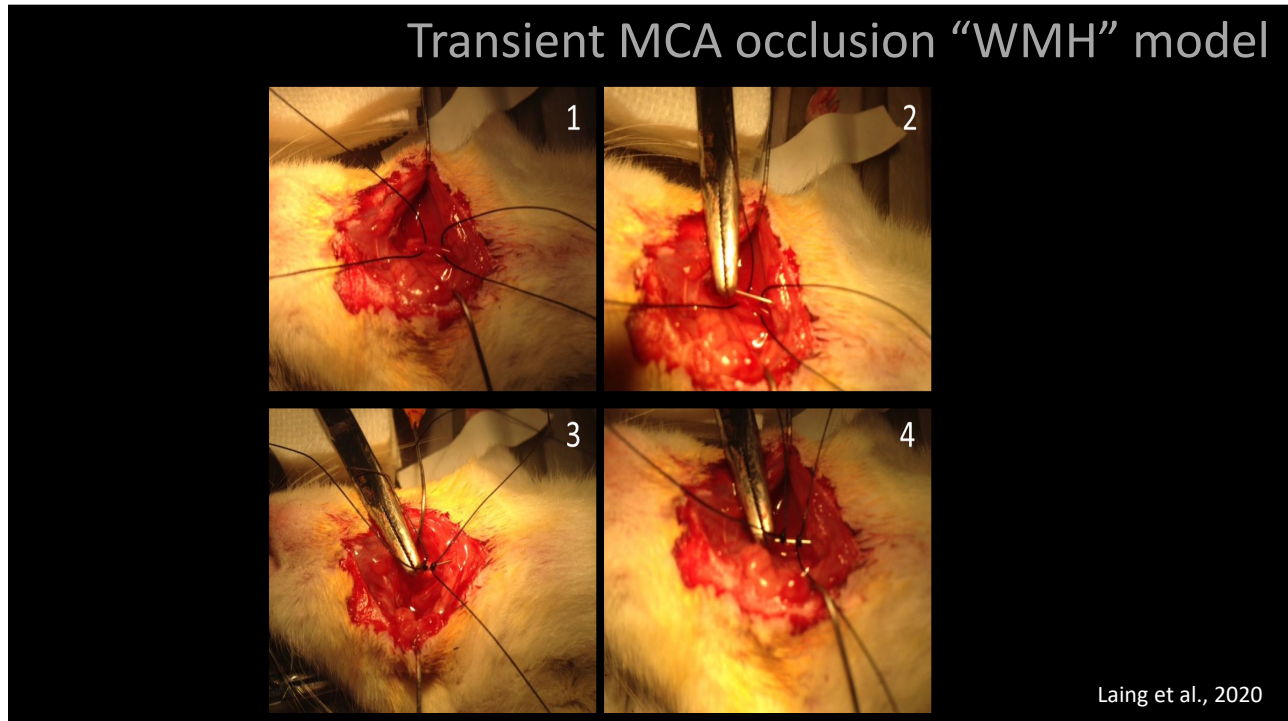 Transient MCA occlusion “WMH” model
1
2
3
4
Laing et al., 2020